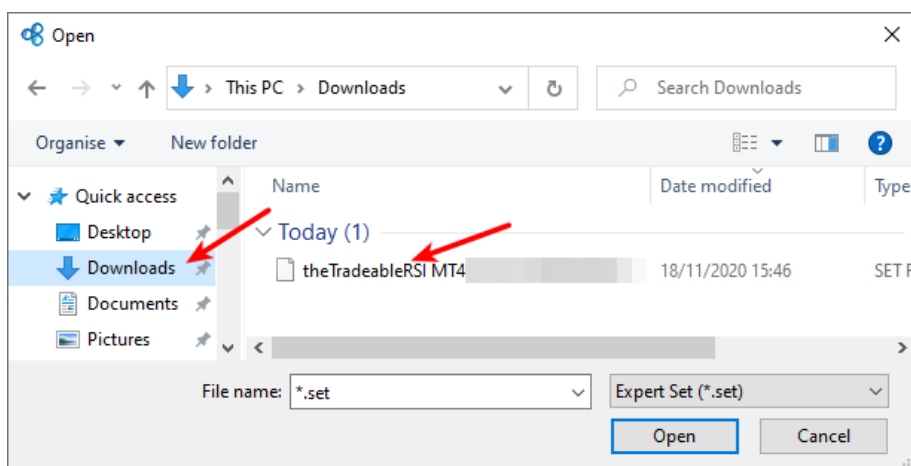 Open
This PC > Downloads
Search Downloads
Organise
New folder
Name
Date modified
Type
Quick access
Today (1)
Desktop
Downloads
theTradeableRSI MT4
18/11/2020 15:46
SET F
Documents
Pictures
File name:
*.set
Expert Set (*.set)
Open
Cancel